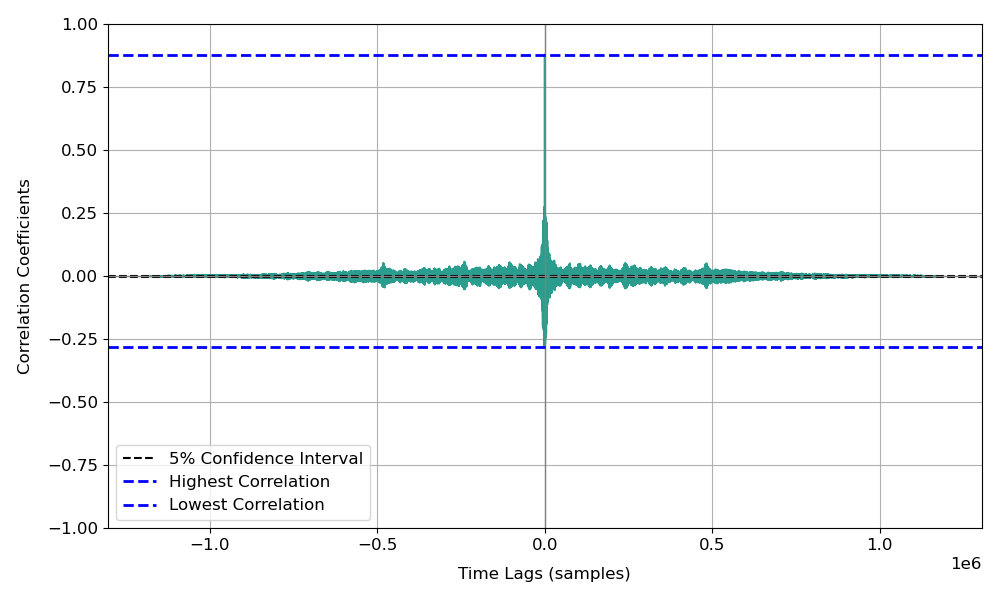 1.00
0.75
0.50
0.25
0.00
−0.25
−0.50
−0.75
−1.00
Correlation Coefficients
5% Confidence Interval
Highest Correlation
Lowest Correlation
−1.0 −0.5 0.0 0.5 1.0
1e6
Time Lags (samples)